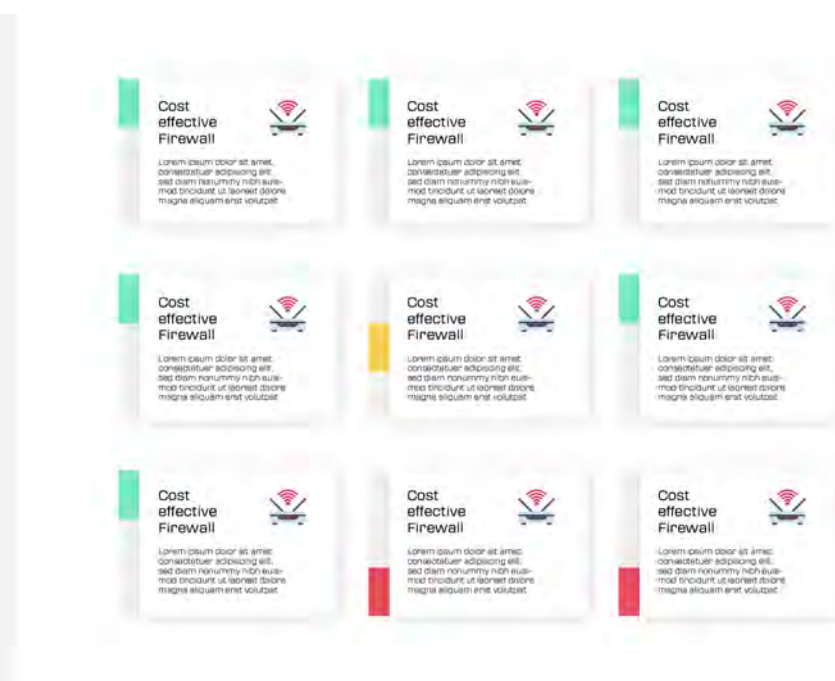 Cost
effective
Firewall
Lorem ipsum dolor sit amet,
consectetuer adipiscing elit,
sed diam nonummy nibh euis-
mod tincidunt ut laoreet dolore
magna aliquam erat volutpat
Cost
effective
Firewall
Lorem ipsum dolor sit amet,
consectetuer adipiscing elit,
sed diam nonummy nibh euis-
mod tincidunt ut laoreet dolore
magna aliquam erat volutpat
Cost
effective
Firewall
Lorem ipsum dolor sit amet,
consectetuer adipiscing elit,
sed diam nonummy nibh euis-
mod tincidunt ut laoreet dolore
magna aliquam erat volutpat
Cost
effective
Firewall
Lorem ipsum dolor sit amet,
consectetuer adipiscing elit,
sed diam nonummy nibh euis-
mod tincidunt ut laoreet dolore
magna aliquam erat volutpat
Cost
effective
Firewall
Lorem ipsum dolor sit amet,
consectetuer adipiscing elit,
sed diam nonummy nibh euis-
mod tincidunt ut laoreet dolore
magna aliquam erat volutpat
Cost
effective
Firewall
Lorem ipsum dolor sit amet,
consectetuer adipiscing elit,
sed diam nonummy nibh euis-
mod tincidunt ut laoreet dolore
magna aliquam erat volutpat
Cost
effective
Firewall
Lorem ipsum dolor sit amet,
consectetuer adipiscing elit,
sed diam nonummy nibh euis-
mod tincidunt ut laoreet dolore
magna aliquam erat volutpat
Cost
effective
Firewall
Lorem ipsum dolor sit amet,
consectetuer adipiscing elit,
sed diam nonummy nibh euis-
mod tincidunt ut laoreet dolore
magna aliquam erat volutpat
Cost
effective
Firewall
Lorem ipsum dolor sit amet,
consectetuer adipiscing elit,
sed diam nonummy nibh euis-
mod tincidunt ut laoreet dolore
magna aliquam erat volutpat